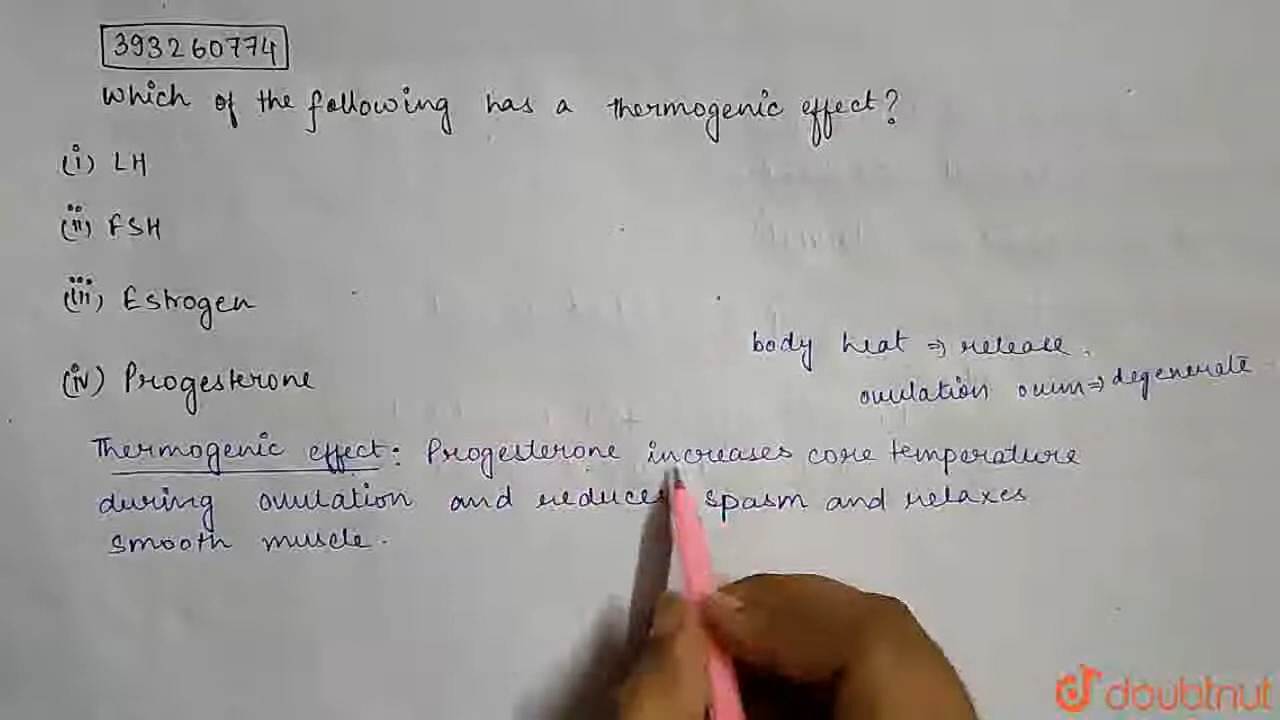 393260774
Which of the following has a thermogenic effect?
(i) LH
(ii) FSH
(iii) Estrogen
body heat ⇒ release.
ovulation ovum ⇒ degenerate
(iv) Progesterone
Thermogenic effect: Progesterone increases core temperature
during ovulation and reduces spasm and relaxes
smooth muscle.
doubtnut